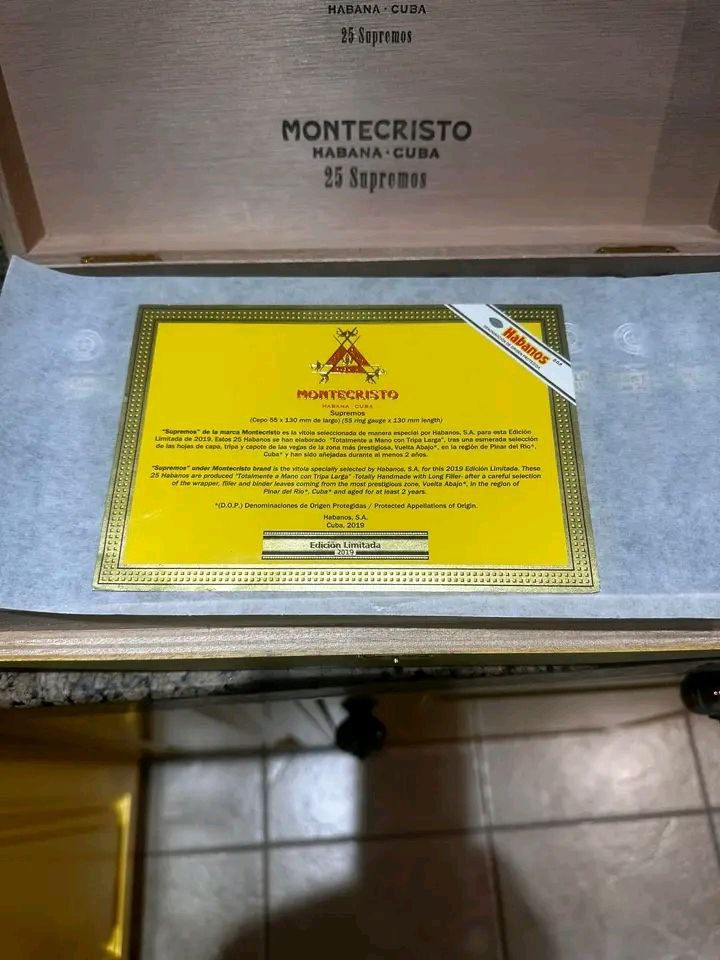 HABANA · CUBA
25 Supremos
MONTECRISTO
HABANA · CUBA
25 Supremos
Habanos
DENOMINACIÓN DE ORIGEN PROTEGIDA
MONTECRISTO
HABANA · CUBA
Supremos
(Cepo 55 x 130 mm de largo) (55 ring gauge x 130 mm length)
"Supremos" de la marca Montecristo es la vitola seleccionada de manera especial por Habanos, S.A. para esta Edición
Limitada de 2019. Estos 25 Habanos se han elaborado "Totalmente a Mano con Tripa Larga", tras una esmerada selección
de las hojas de capa, tripa y capote de las vegas de la zona más prestigiosa, Vuelta Abajo*, en la región de Pinar del Río*,
Cuba* y han sido añejadas durante al menos 2 años.
"Supremos" under Montecristo brand is the vitola specially selected by Habanos, S.A. for this 2019 Edición Limitada. These
25 Habanos are produced "Totalmente a Mano con Tripa Larga" -Totally Handmade with Long Filler- after a careful selection
of the wrapper, filler and binder leaves coming from the most prestigious zone, Vuelta Abajo*, in the region of
Pinar del Río*, Cuba* and aged for at least 2 years.
*(D.O.P.) Denominaciones de Origen Protegidas / Protected Appellations of Origin.
Habanos, S.A.
Cuba, 2019
Edición Limitada
2019